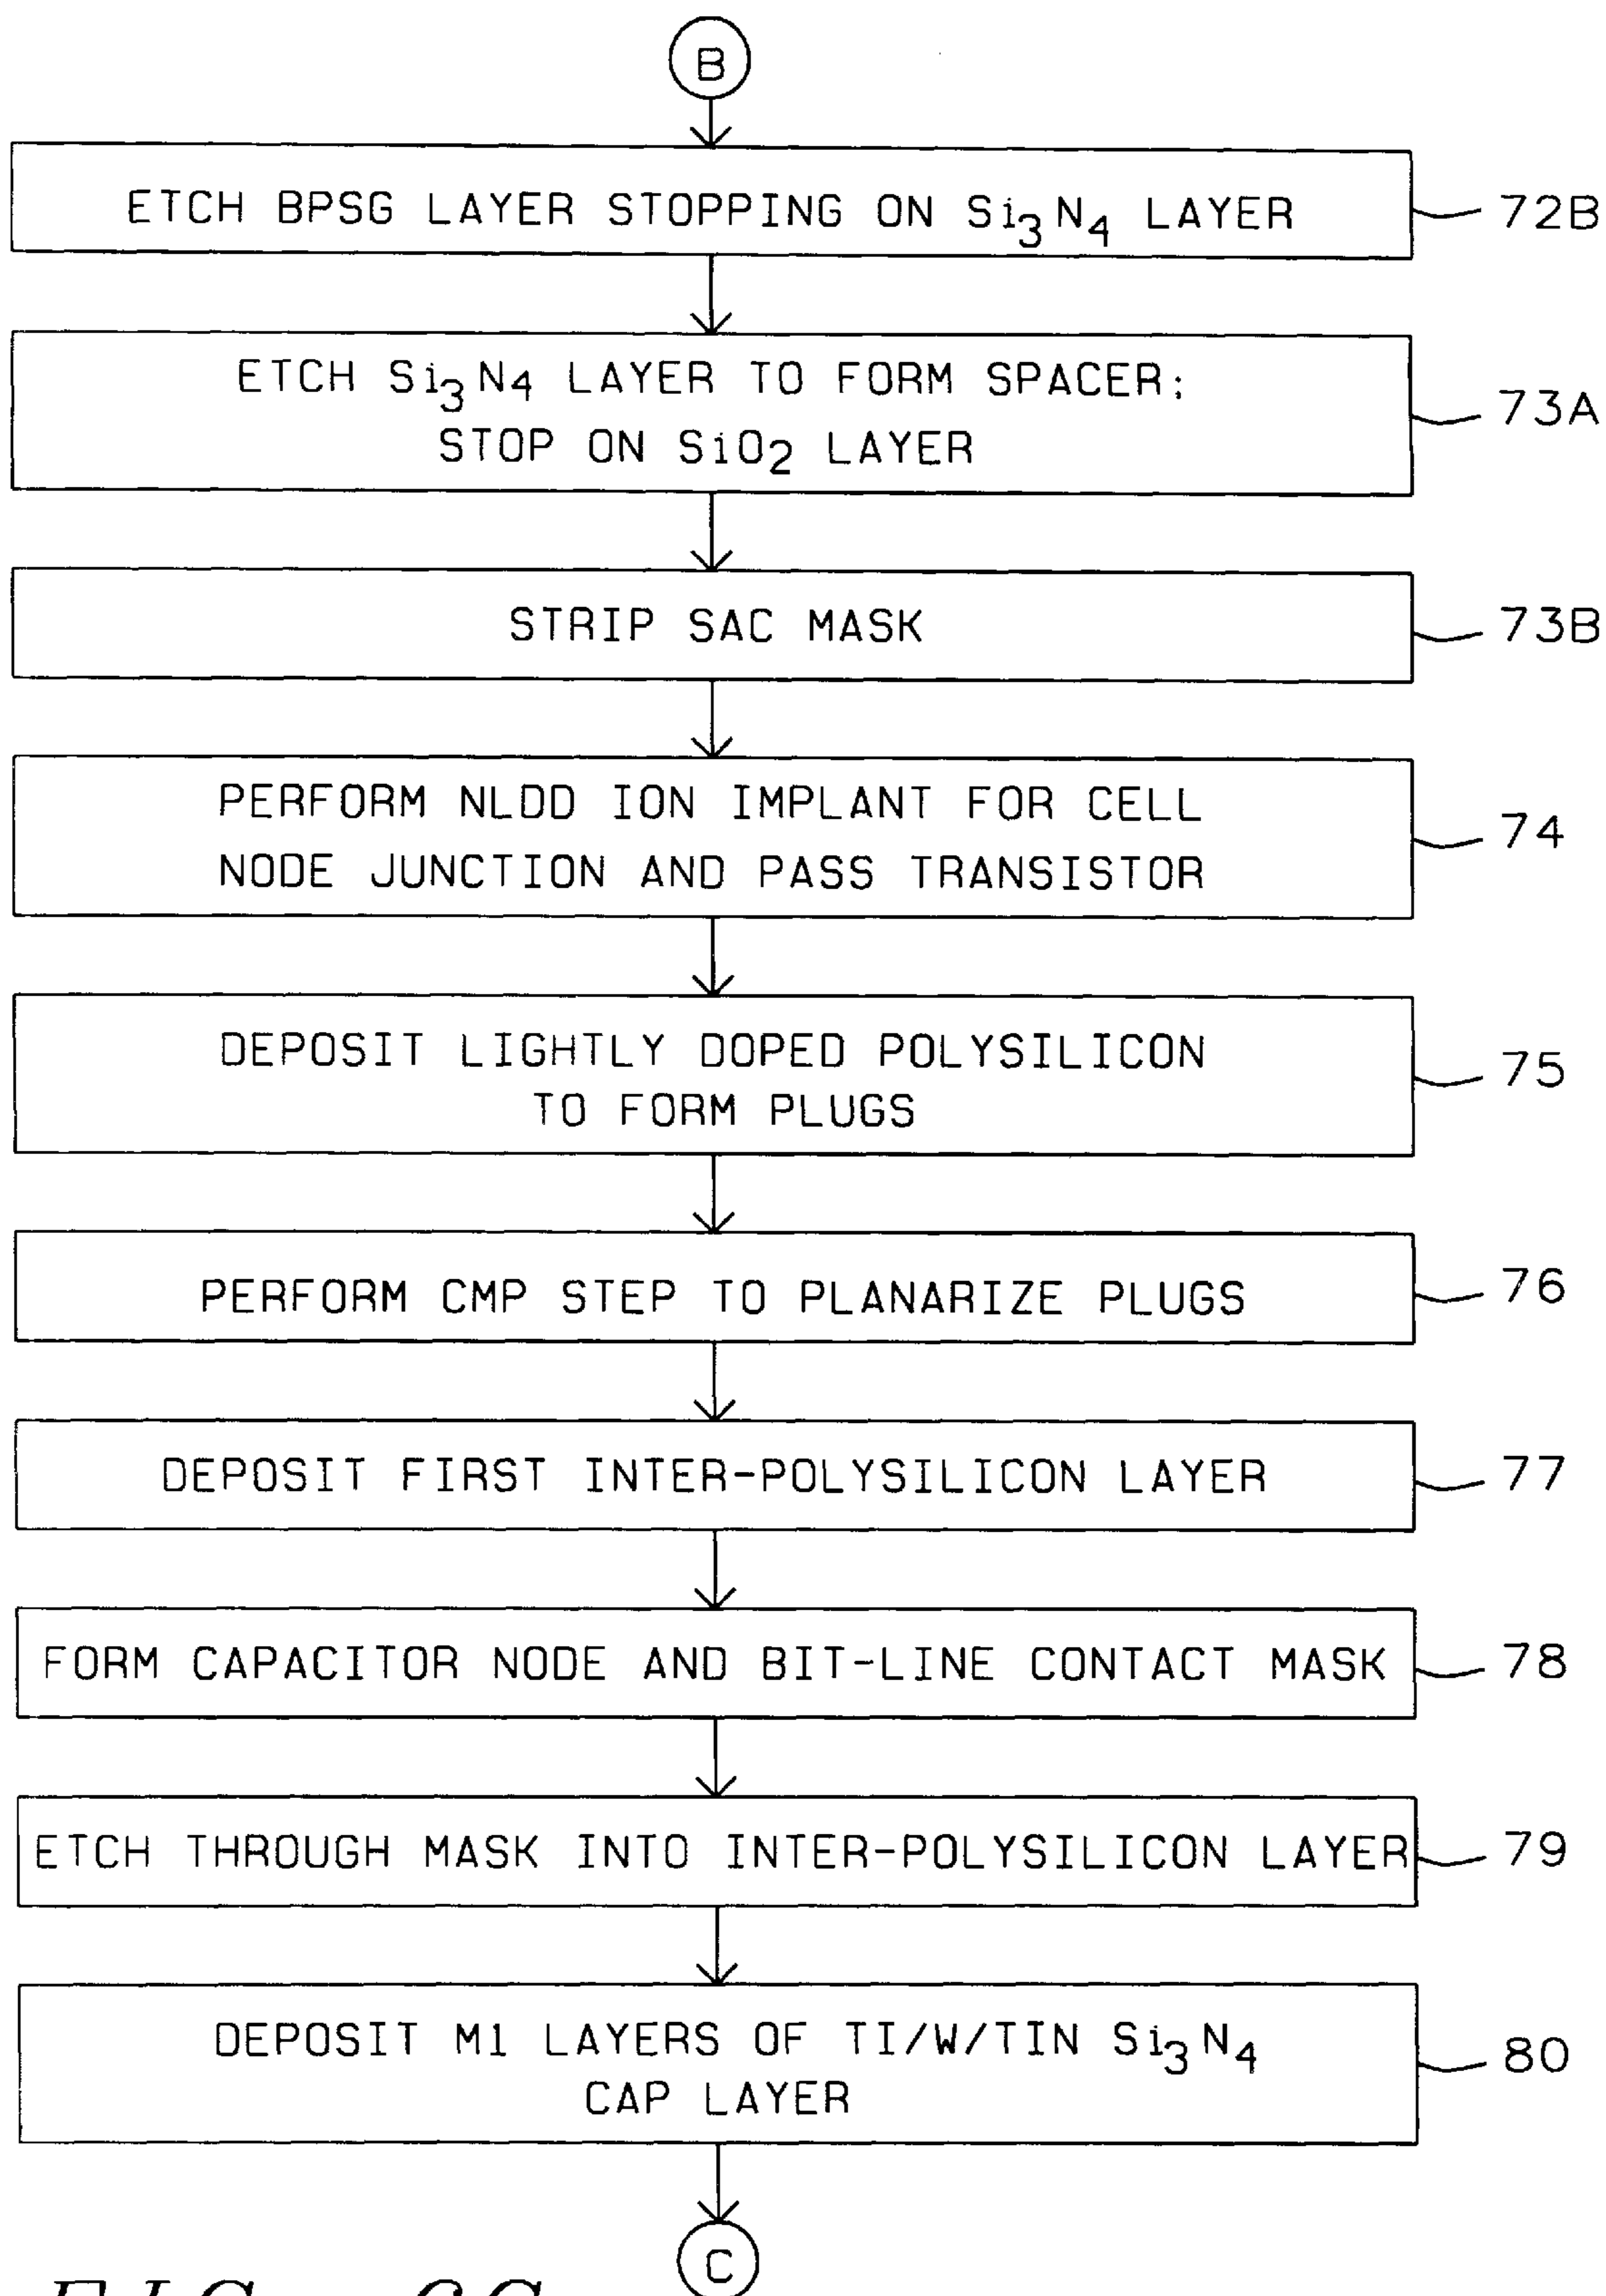 B
ETCH BPSG LAYER STOPPING ON Si3N4 LAYER
72B
ETCH Si3N4 LAYER TO FORM SPACER;
STOP ON SiO2 LAYER
73A
STRIP SAC MASK
73B
PERFORM NLDD ION IMPLANT FOR CELL
NODE JUNCTION AND PASS TRANSISTOR
74
DEPOSIT LIGHTLY DOPED POLYSILICON
TO FORM PLUGS
75
PERFORM CMP STEP TO PLANARIZE PLUGS
76
DEPOSIT FIRST INTER-POLYSILICON LAYER
77
FORM CAPACITOR NODE AND BIT-LINE CONTACT MASK
78
ETCH THROUGH MASK INTO INTER-POLYSILICON LAYER
79
DEPOSIT M1 LAYERS OF TI/W/TIN Si3N4
CAP LAYER
80
C